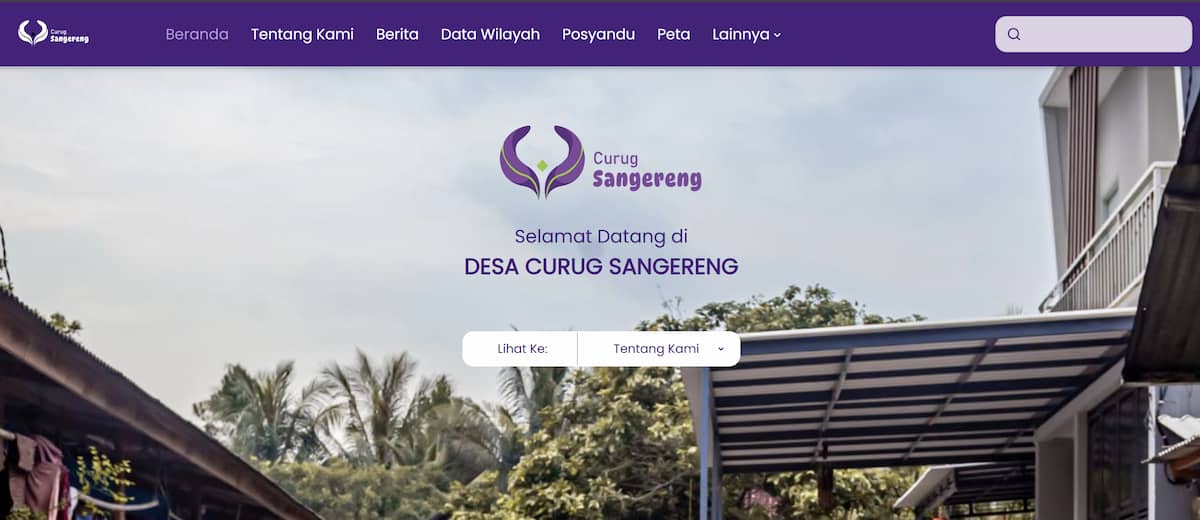 Curug
Sangereng
Beranda
Tentang Kami
Berita
Data Wilayah
Posyandu
Peta
Lainnya
Curug
Sangereng
Selamat Datang di
DESA CURUG SANGERENG
Lihat Ke:
Tentang Kami